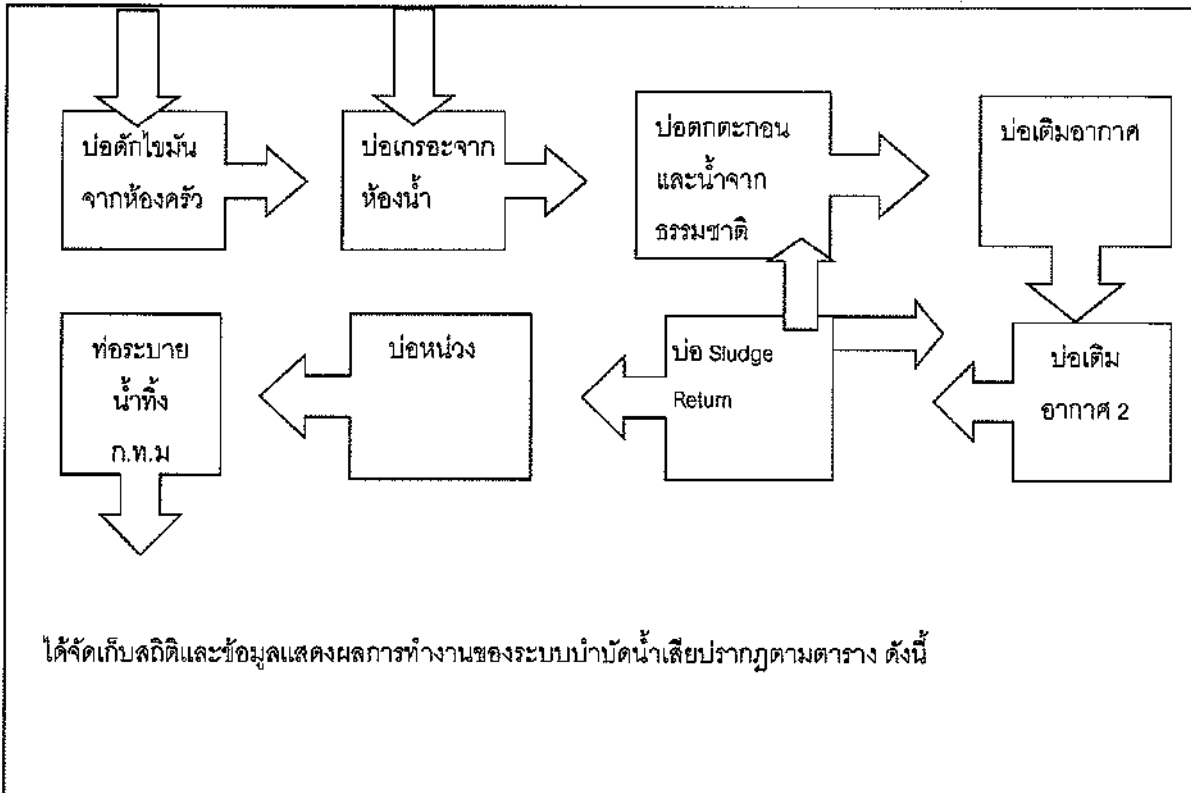 บ่อดักไขมัน
จากห้องครัว
บ่อเกรอะจาก
ห้องน้ำ
บ่อตกตะกอน
และน้ำจาก
ธรรมชาติ
บ่อเติมอากาศ
ท่อระบาย
น้ำทิ้ง
ก.ท.ม
บ่อหน่วง
บ่อ Sludge
Return
บ่อเติม
อากาศ 2
ได้จัดเก็บสถิติและข้อมูลแสดงผลการทำงานของระบบบำบัดน้ำเสียปรากฏตามตาราง ดังนี้